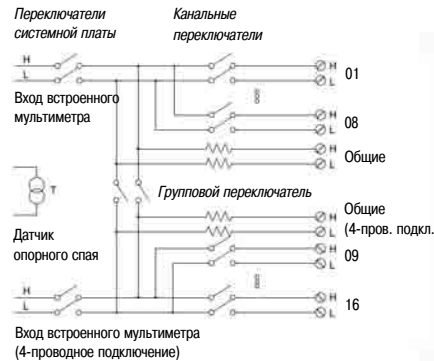 Переключатели
системной платы
Канальные
переключатели
H
L
H
L
01
Вход встроенного
мультиметра
H
L
08
H
L
Общие
T
Групповой переключатель
Датчик
опорного спая
H
L
Общие
(4-пров. подкл.
H
L
09
H
L
H
L
16
Вход встроенного мультиметра
(4-проводное подключение)